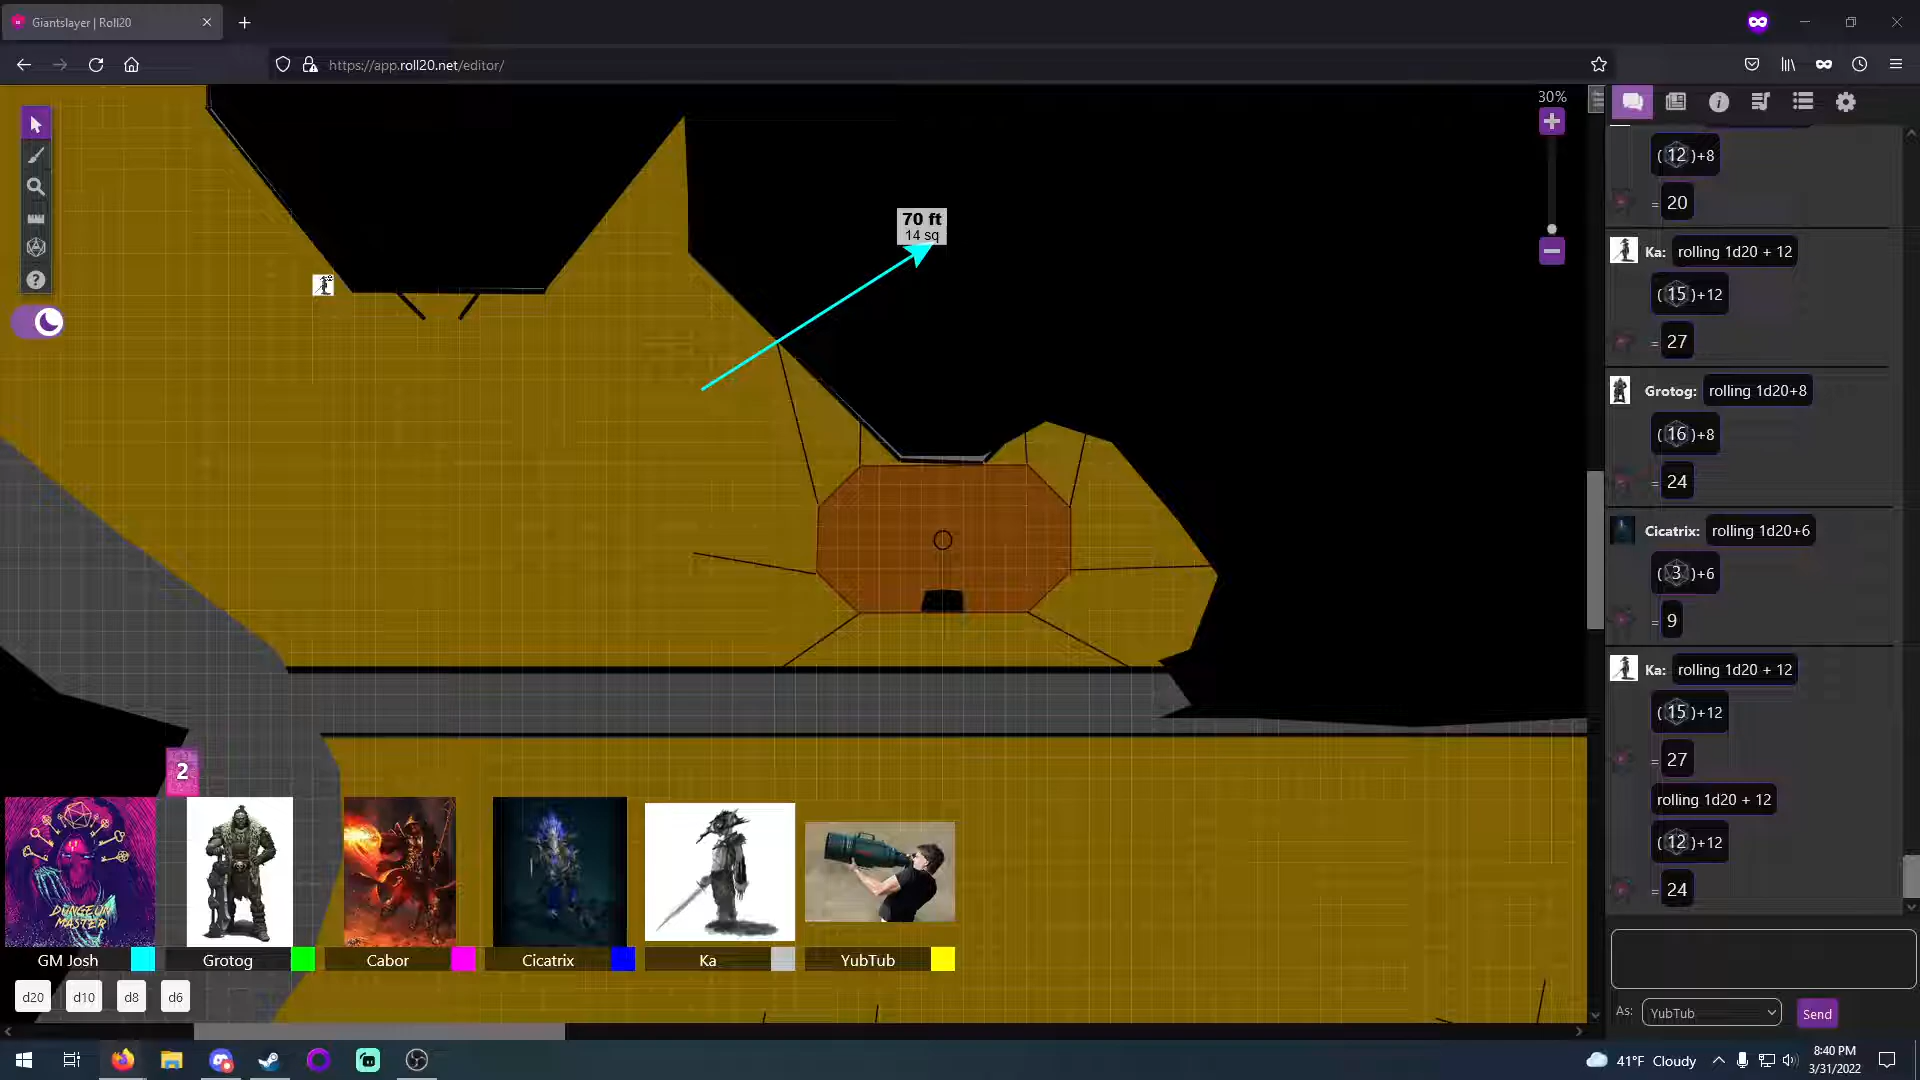 Giantslayer | Roll20
https://app.roll20.net/editor/
30%
70 ft
14 sq
(12)+8
= 20
Ka: rolling 1d20 + 12
(15)+12
= 27
Grotog: rolling 1d20+8
(16)+8
= 24
Cicatrix: rolling 1d20+6
(3)+6
= 9
Ka: rolling 1d20 + 12
(15)+12
= 27
rolling 1d20 + 12
(12)+12
= 24
2
DUNGEON
MASTER
GM Josh
Grotog
Cabor
Cicatrix
Ka
YubTub
d20
d10
d8
d6
As:
YubTub
Send
41°F Cloudy
8:40 PM
3/31/2022